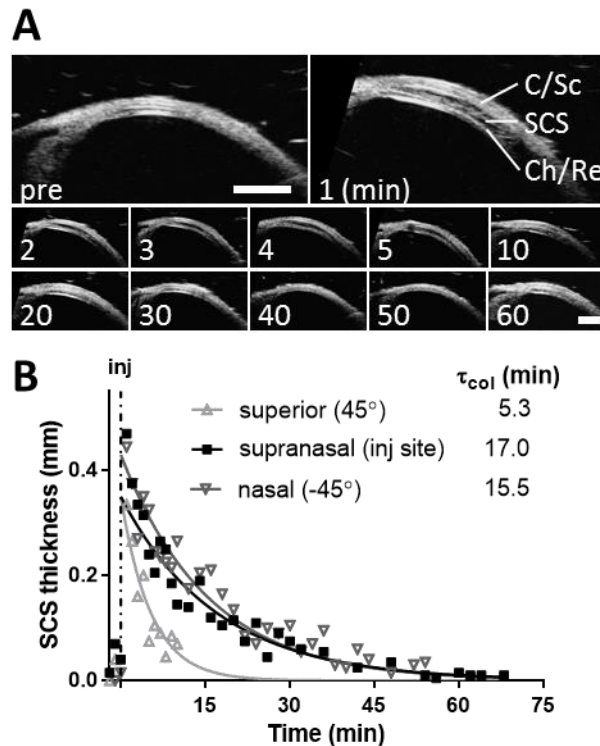 A
pre
1 (min)
C/Sc
SCS
Ch/Re
2 3 4 5 10
20 30 40 50 60
B
inj
τcol (min)
superior (45°) 5.3
supranasal (inj site) 17.0
nasal (-45°) 15.5
SCS thickness (mm)
0.4
0.2
0.0
15 30 45 60 75
Time (min)